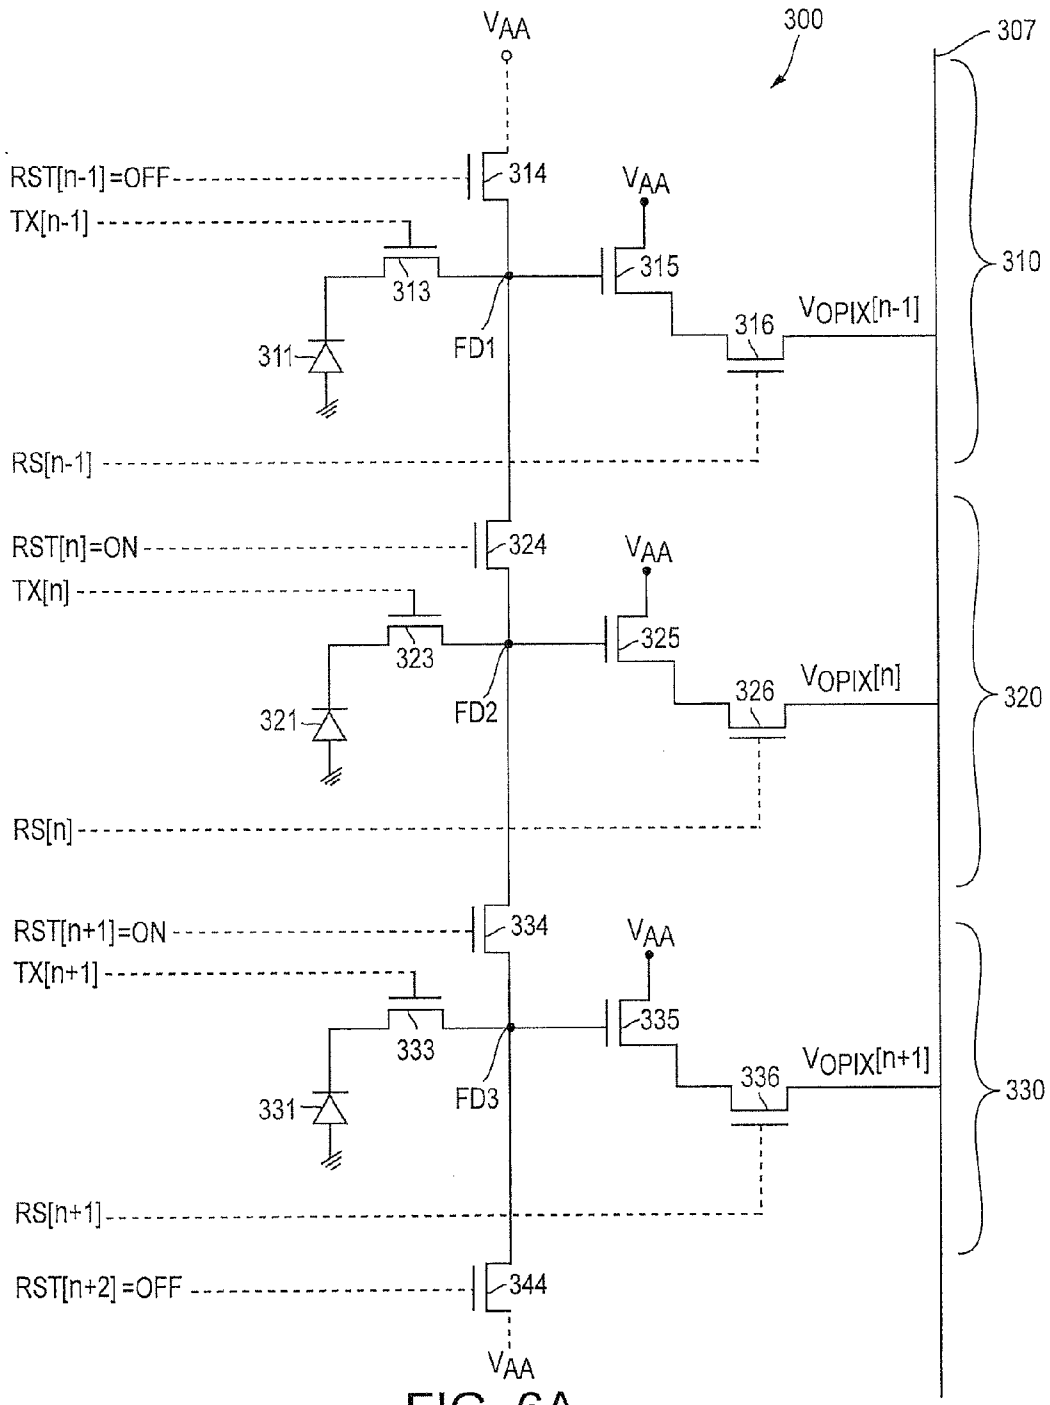 VAA
300
307
RST[n-1]=OFF
314
TX[n-1]
VAA
315
310
313
VOPIX[n-1]
316
311
FD1
RS[n-1]
RST[n]=ON
324
VAA
TX[n]
325
323
VOPIX[n]
326
320
321
FD2
RS[n]
RST[n+1]=ON
334
VAA
TX[n+1]
335
333
VOPIX[n+1]
336
330
331
FD3
RS[n+1]
RST[n+2]=OFF
344
VAA
FIG. 6A